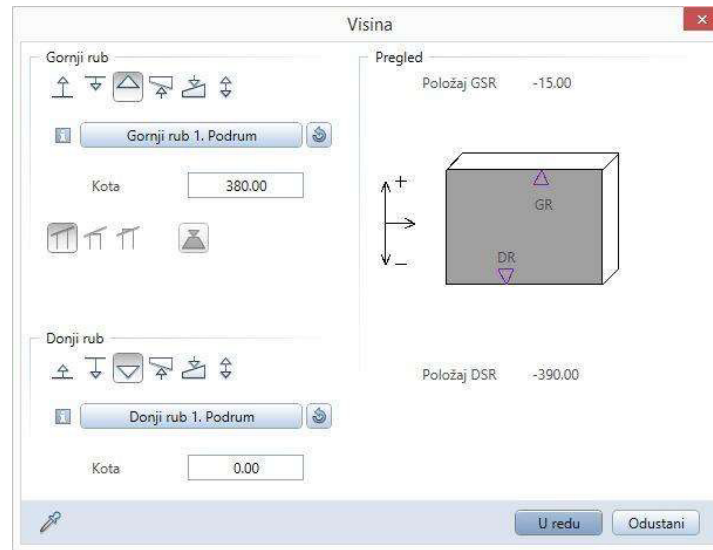 Visina
Gornji rub
Gornji rub 1. Podrum
Kota 380.00
Donji rub
Donji rub 1. Podrum
Kota 0.00
Pregled
Položaj GSR -15.00
+
GR
DR
–
Položaj DSR -390.00
U redu Odustani